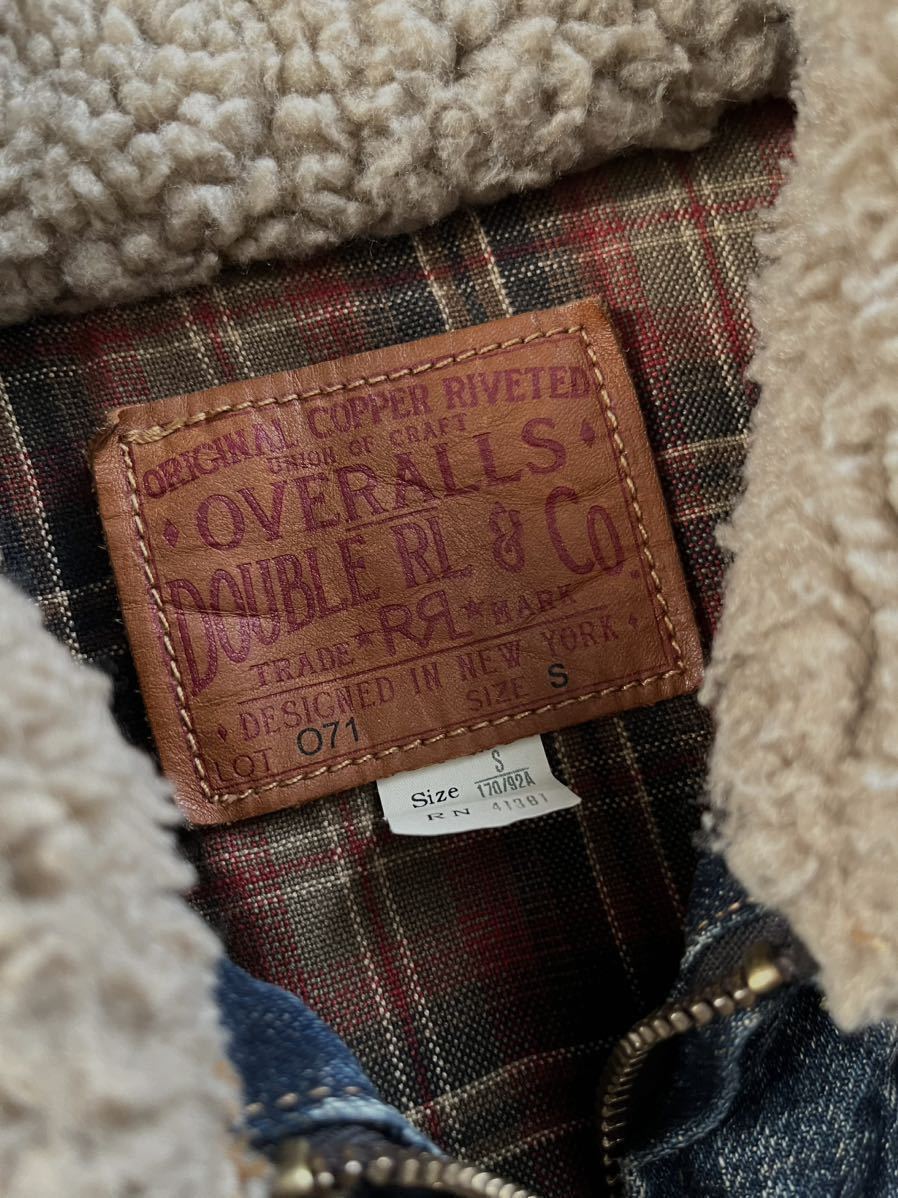 ORIGINAL COPPER RIVETED
UNION OF CRAFT
OVERALLS
DOUBLE RL & Co.
TRADE RRL MARK
DESIGNED IN NEW YORK
LOT 071 SIZE S
Size S 170/92A
RN 41381